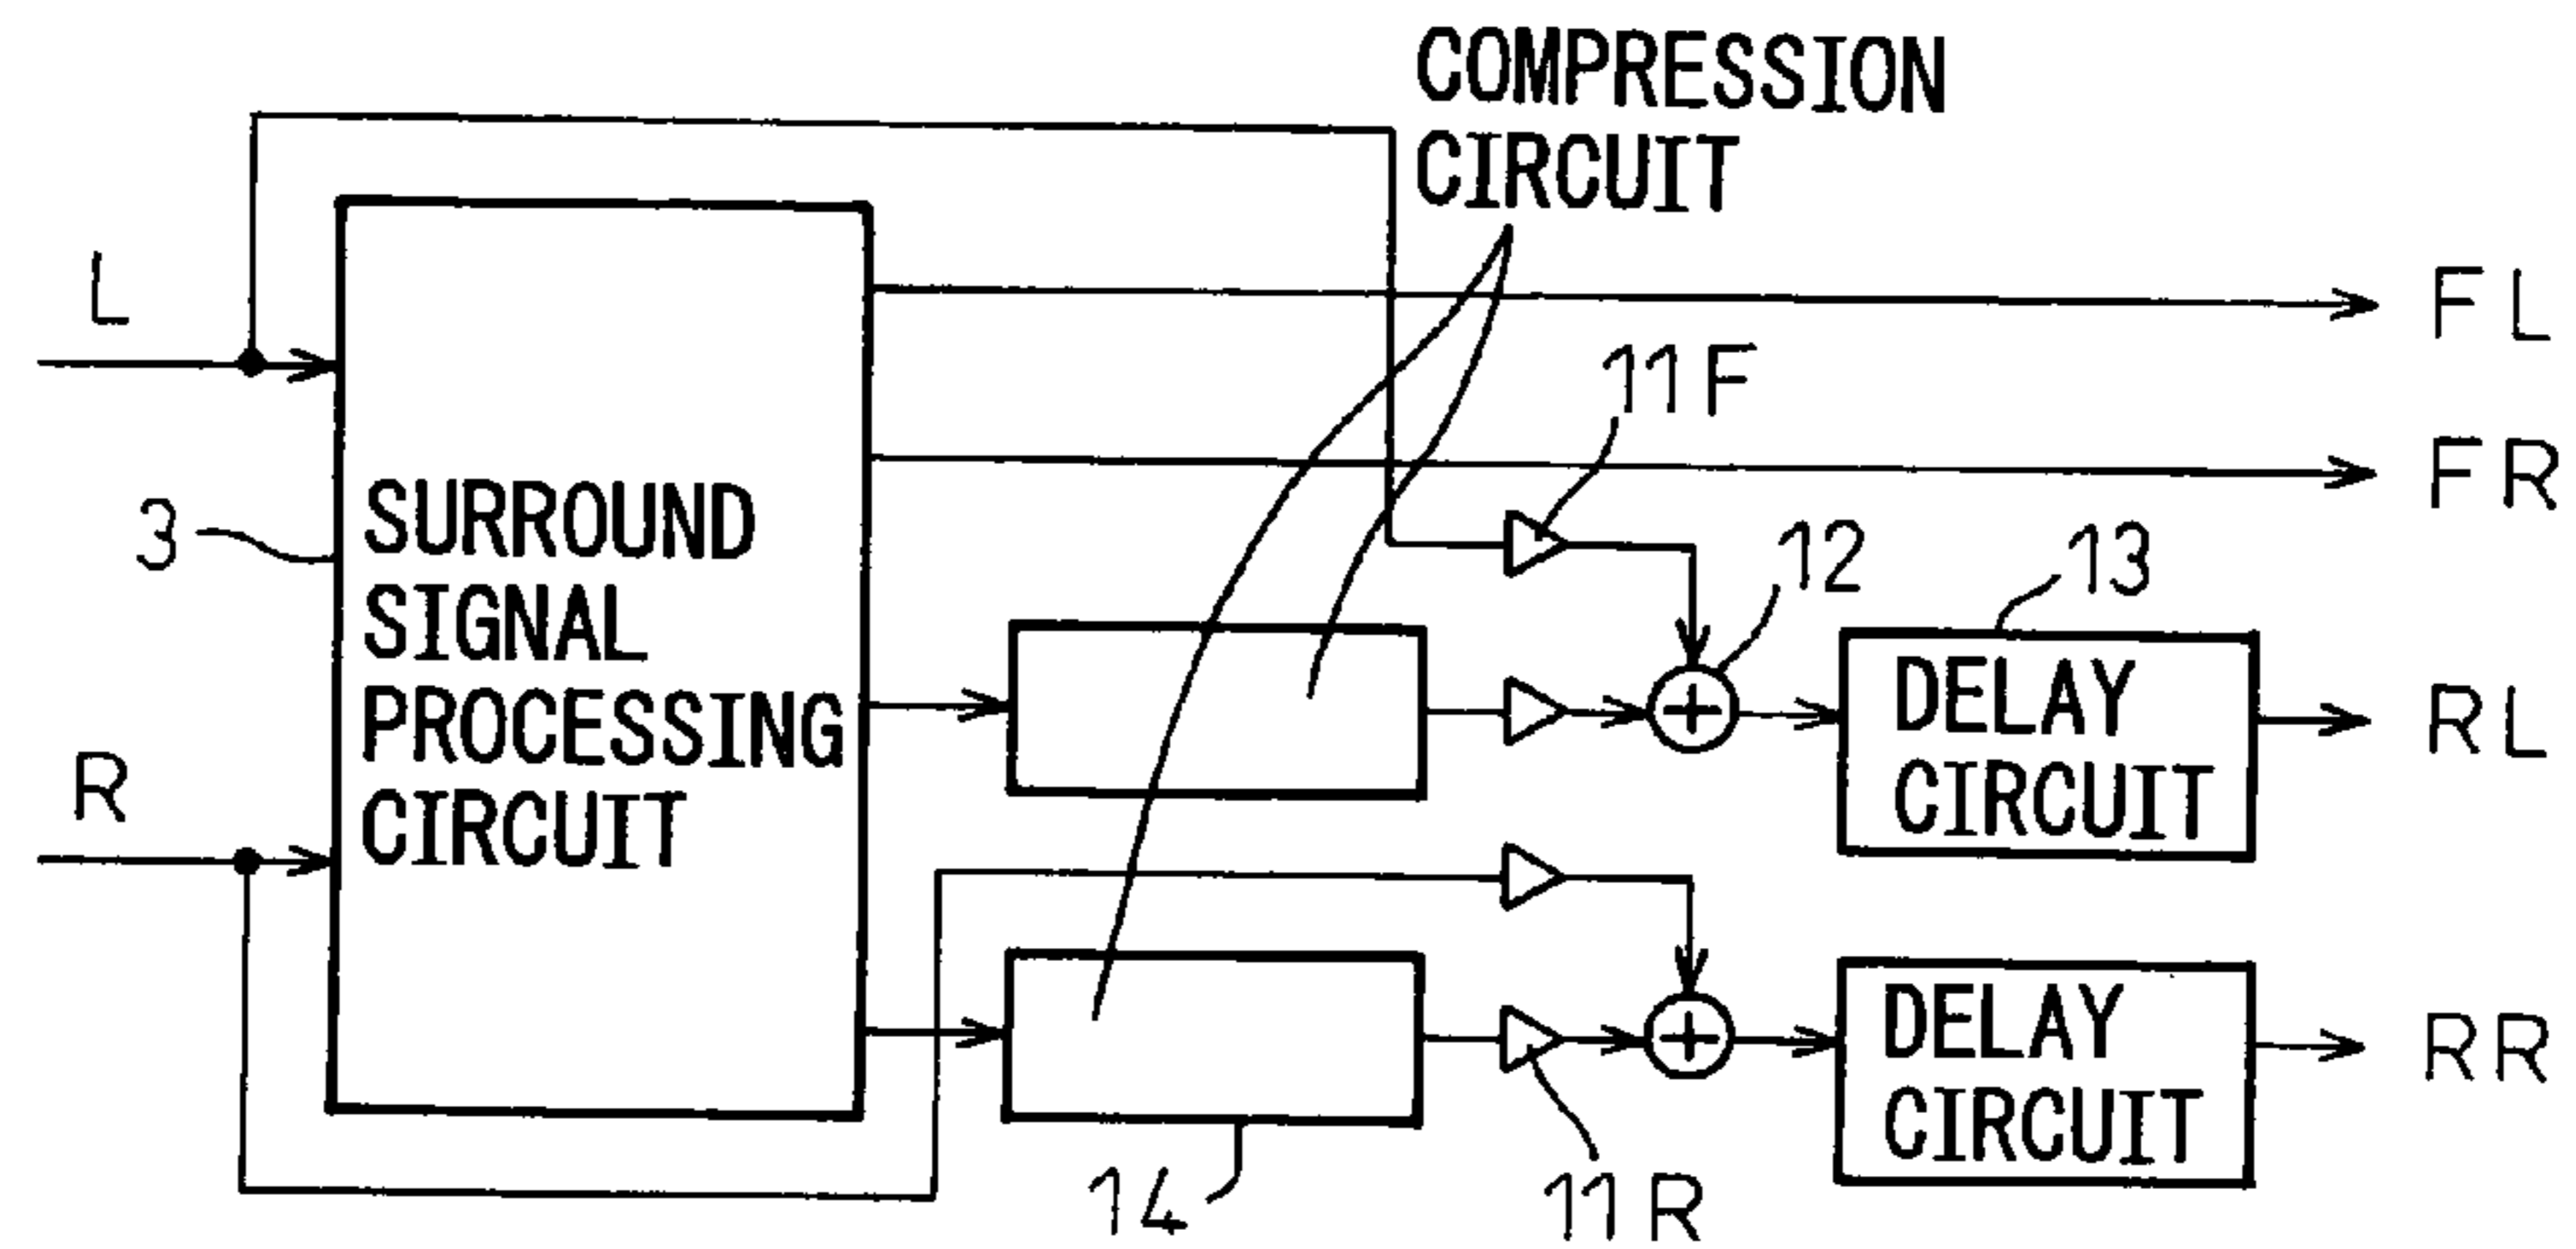 COMPRESSION
CIRCUIT
L
FL
11F
FR
3
SURROUND
SIGNAL
PROCESSING
CIRCUIT
12
13
DELAY
CIRCUIT
RL
R
DELAY
CIRCUIT
RR
14
11R